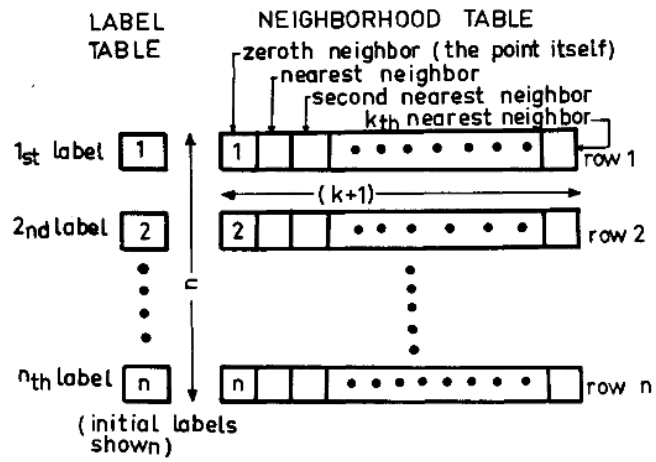 LABEL TABLE
NEIGHBORHOOD TABLE
zeroth neighbor (the point itself)
nearest neighbor
second nearest neighbor
kth nearest neighbor
1st label 1 1 row 1
(k+1)
2nd label 2 2 row 2
n
nth label n n row n
(initial labels
shown)